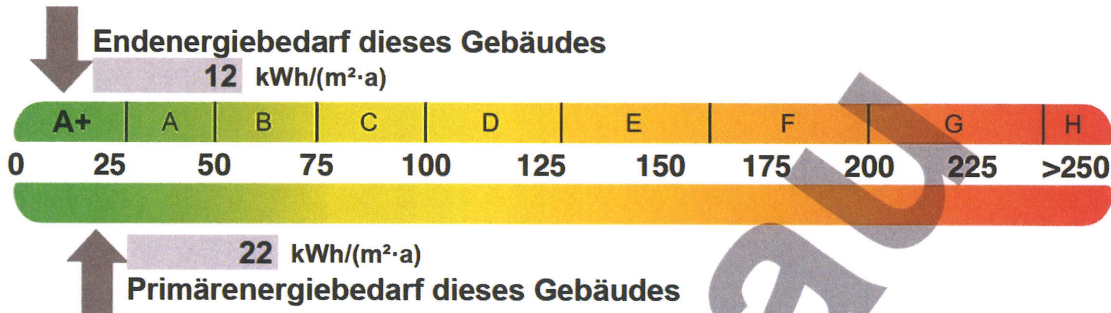 Endenergiebedarf dieses Gebäudes
12 kWh/(m²·a)
A+ A B C D E F G H
0 25 50 75 100 125 150 175 200 225 >250
22 kWh/(m²·a)
Primärenergiebedarf dieses Gebäudes
au